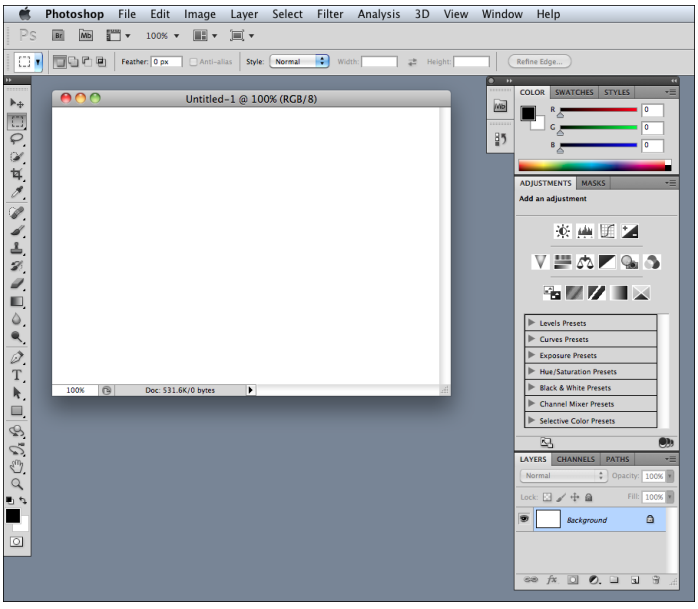 Photoshop File Edit Image Layer Select Filter Analysis 3D View Window Help
Ps Br Mb 100%
Feather: 0 px Anti-alias Style: Normal Width: Height: Refine Edge...
Untitled-1 @ 100% (RGB/8)
100% Doc: 531.6K/0 bytes
Mb
COLOR SWATCHES STYLES
R 0
G 0
B 0
ADJUSTMENTS MASKS
Add an adjustment
Levels Presets
Curves Presets
Exposure Presets
Hue/Saturation Presets
Black & White Presets
Channel Mixer Presets
Selective Color Presets
LAYERS CHANNELS PATHS
Normal Opacity: 100%
Lock: Fill: 100%
Background
fx
T